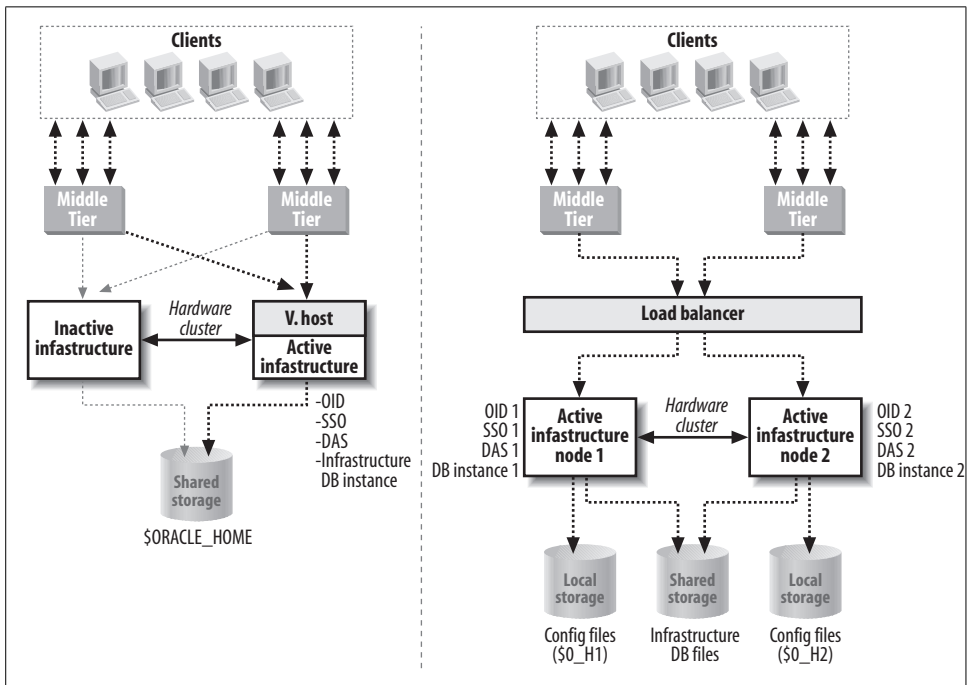 Clients
Middle
Tier
Middle
Tier
Inactive
infastructure
Hardware
cluster
V. host
Active
infastructure
-OID
-SSO
-DAS
-Infrastructure
DB instance
Shared
storage
$ORACLE_HOME
Clients
Middle
Tier
Middle
Tier
Load balancer
OID 1
SSO 1
DAS 1
DB instance 1
Active
infastructure
node 1
Hardware
cluster
Active
infastructure
node 2
OID 2
SSO 2
DAS 2
DB instance 2
Local
storage
Config files
($O_H1)
Shared
storage
Infrastructure
DB files
Local
storage
Config files
($O_H2)